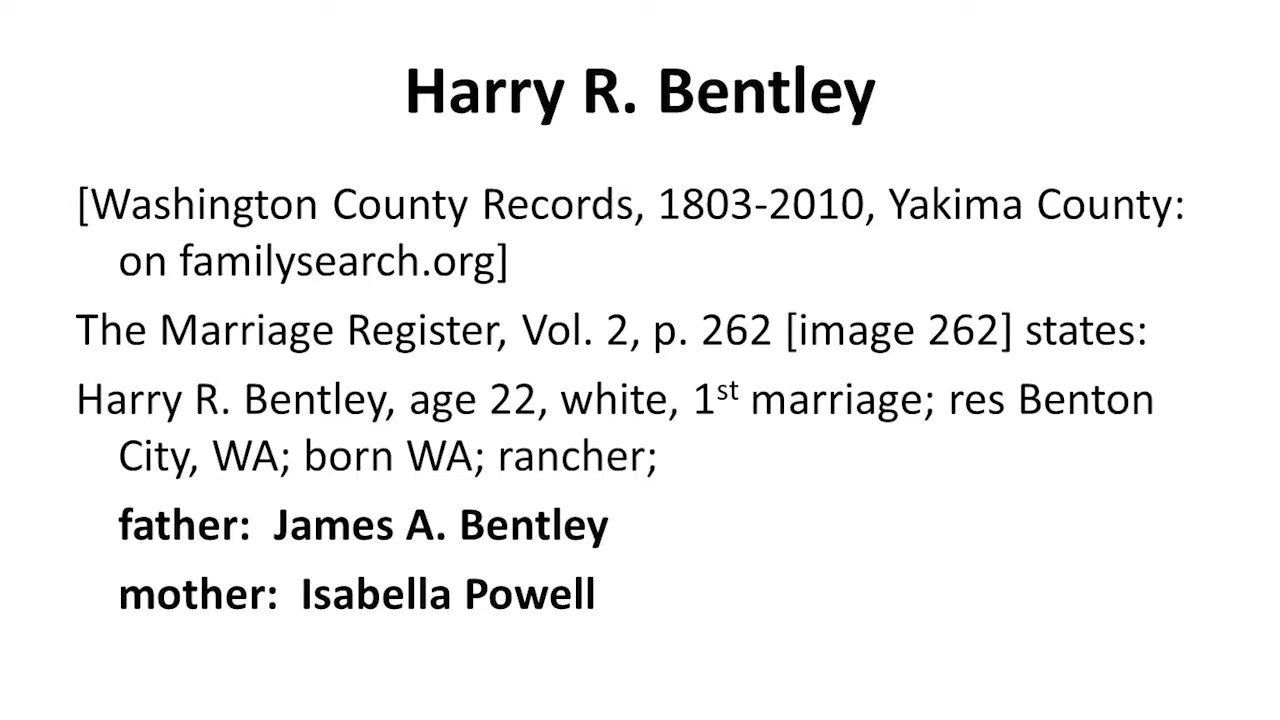 Harry R. Bentley
[Washington County Records, 1803-2010, Yakima County:
on familysearch.org]
The Marriage Register, Vol. 2, p. 262 [image 262] states:
Harry R. Bentley, age 22, white, 1st marriage; res Benton
City, WA; born WA; rancher;
father:  James A. Bentley
mother:  Isabella Powell